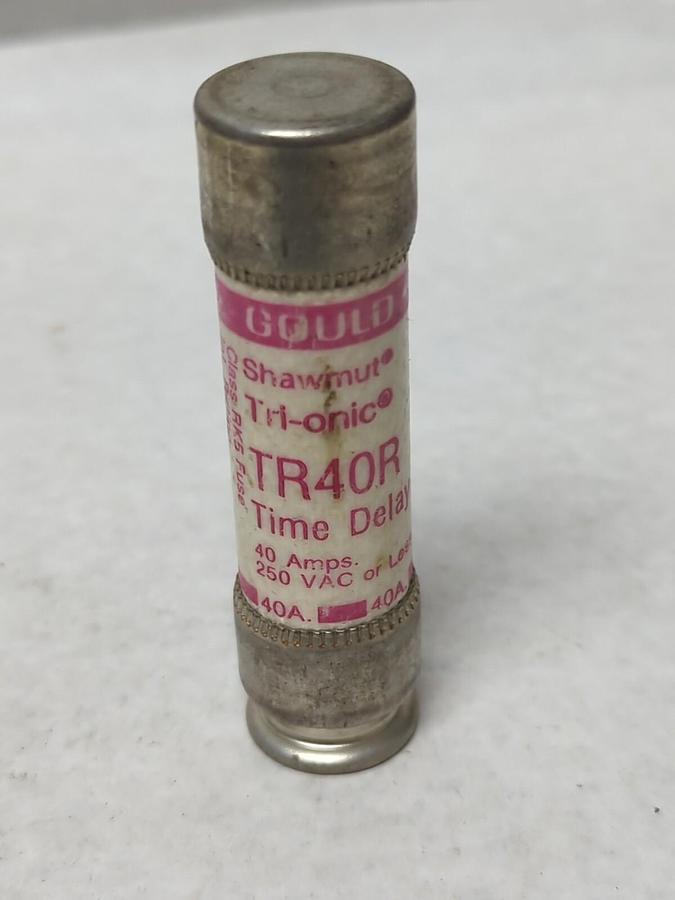 GOULD
Shawmut®
Tri-onic®
TR40R
Time Delay
40 Amps.
250 VAC or Less
40A. 40A.
Class RK5 Fuse